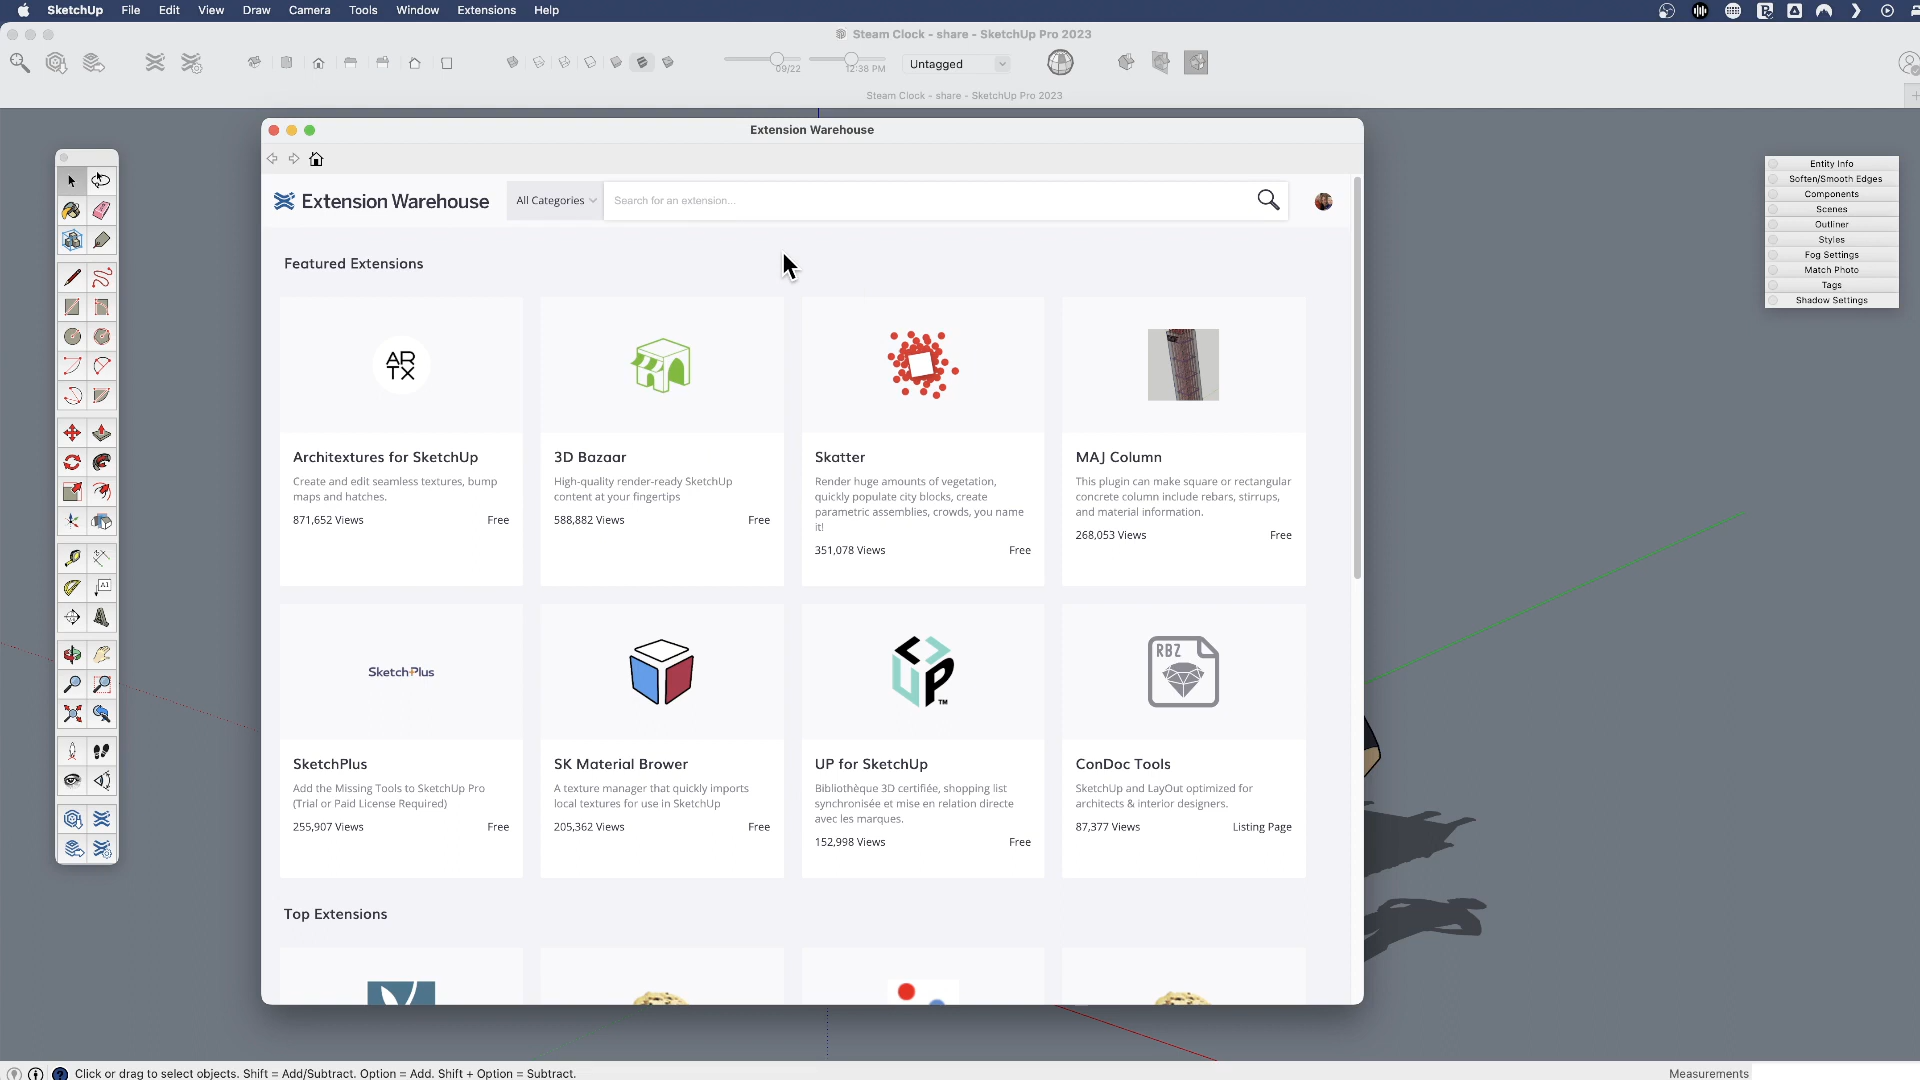 SketchUp File Edit View Draw Camera Tools Window Extensions Help
Steam Clock - share - SketchUp Pro 2023
09/22
12:38 PM
Untagged
Steam Clock - share - SketchUp Pro 2023
Extension Warehouse
Extension Warehouse
All Categories
Search for an extension...
Featured Extensions
AR
TX
Architextures for SketchUp
Create and edit seamless textures, bump
maps and hatches.
871,652 Views
Free
3D Bazaar
High-quality render-ready SketchUp
content at your fingertips
588,882 Views
Free
Skatter
Render huge amounts of vegetation,
quickly populate city blocks, create
parametric assemblies, crowds, you name
it!
351,078 Views
Free
MAJ Column
This plugin can make square or rectangular
concrete column include rebars, stirrups,
and material information.
268,053 Views
Free
SketchPlus
SketchPlus
Add the Missing Tools to SketchUp Pro
(Trial or Paid License Required)
255,907 Views
Free
SK Material Brower
A texture manager that quickly imports
local textures for use in SketchUp
205,362 Views
Free
UP
TM
UP for SketchUp
Bibliothèque 3D certifiée, shopping list
synchronisée et mise en relation directe
avec les marques.
152,998 Views
Free
RBZ
ConDoc Tools
SketchUp and LayOut optimized for
architects & interior designers.
87,377 Views
Listing Page
Top Extensions
Entity Info
Soften/Smooth Edges
Components
Scenes
Outliner
Styles
Fog Settings
Match Photo
Tags
Shadow Settings
A1
Click or drag to select objects. Shift = Add/Subtract. Option = Add. Shift + Option = Subtract.
Measurements